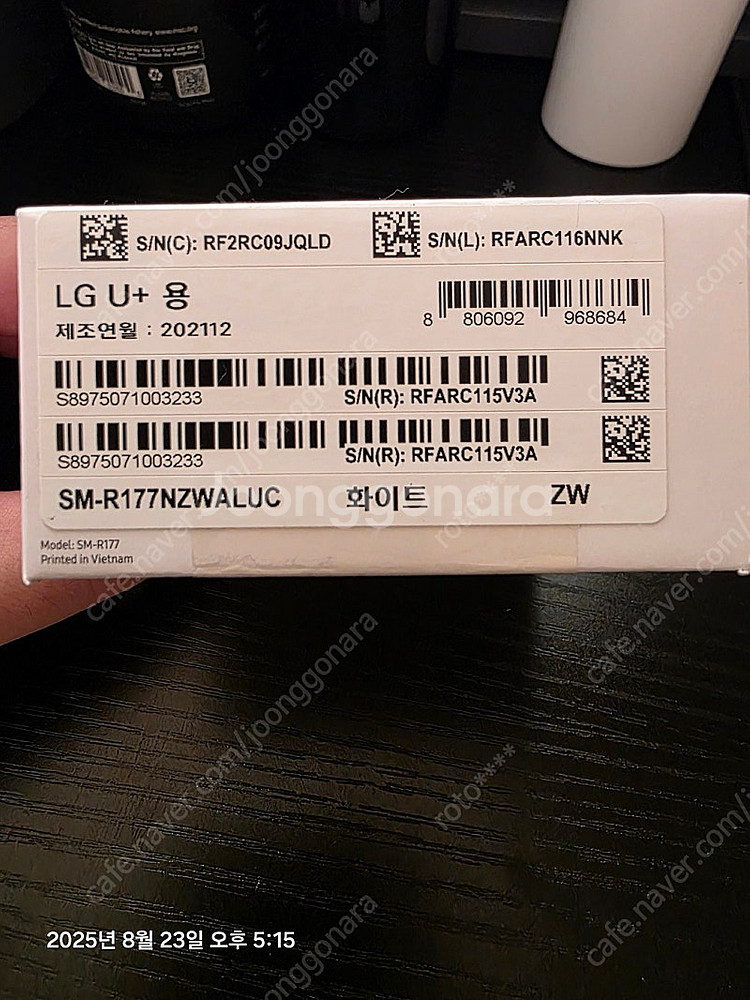 S/N(C): RF2RC09JQLD
S/N(L): RFARC116NNK
LG U+ 용
제조연월 : 202112
8 806092 968684
S8975071003233
S/N(R): RFARC115V3A
S8975071003233
S/N(R): RFARC115V3A
SM-R177NZWALUC 화이트 ZW
Joonggonara
Model: SM-R177
Printed in Vietnam
cafe.naver.com/joonggonara
roto****
2025년 8월 23일 오후 5:15